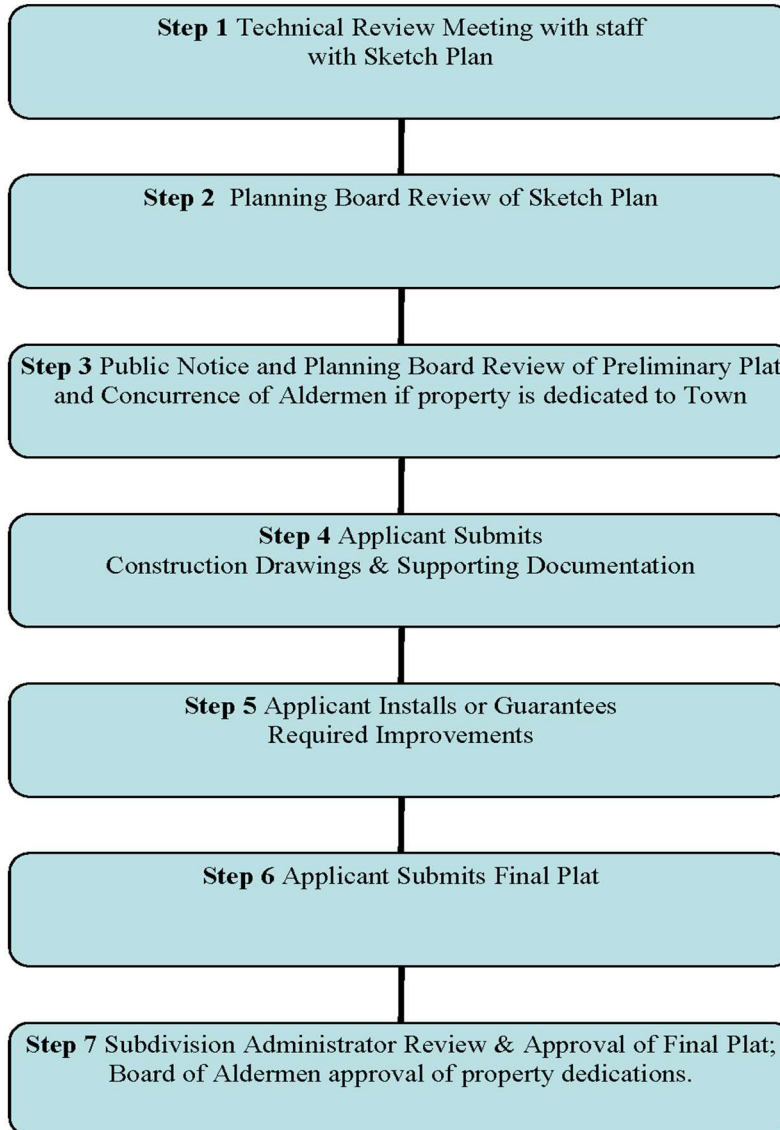 Step 1 Technical Review Meeting with staff
with Sketch Plan
Step 2 Planning Board Review of Sketch Plan
Step 3 Public Notice and Planning Board Review of Preliminary Plat
and Concurrence of Aldermen if property is dedicated to Town
Step 4 Applicant Submits
Construction Drawings & Supporting Documentation
Step 5 Applicant Installs or Guarantees
Required Improvements
Step 6 Applicant Submits Final Plat
Step 7 Subdivision Administrator Review & Approval of Final Plat;
Board of Aldermen approval of property dedications.